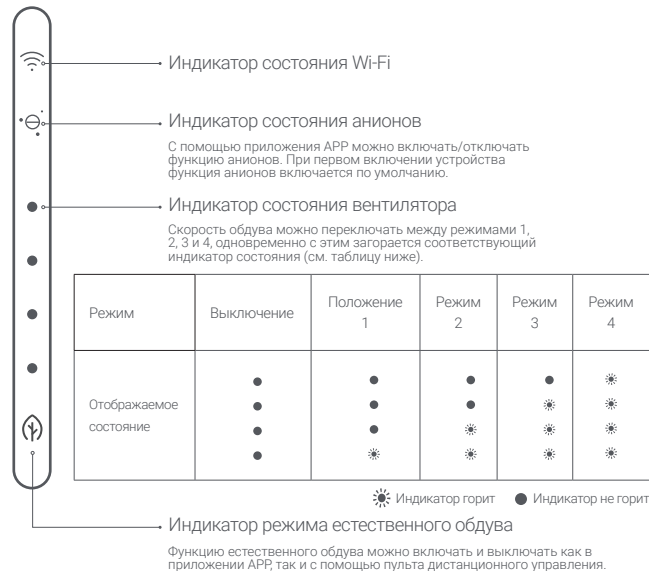 Индикатор состояния Wi-Fi
Индикатор состояния анионов
С помощью приложения APP можно включать/отключать
функцию анионов. При первом включении устройства
функция анионов включается по умолчанию.
Индикатор состояния вентилятора
Скорость обдува можно переключать между режимами 1,
2, 3 и 4, одновременно с этим загорается соответствующий
индикатор состояния (см. таблицу ниже).
Режим Выключение Положение 1 Режим 2 Режим 3 Режим 4
Отображаемое
состояние
Индикатор горит Индикатор не горит
Индикатор режима естественного обдува
Функцию естественного обдува можно включать и выключать как в
приложении APP, так и с помощью пульта дистанционного управления.